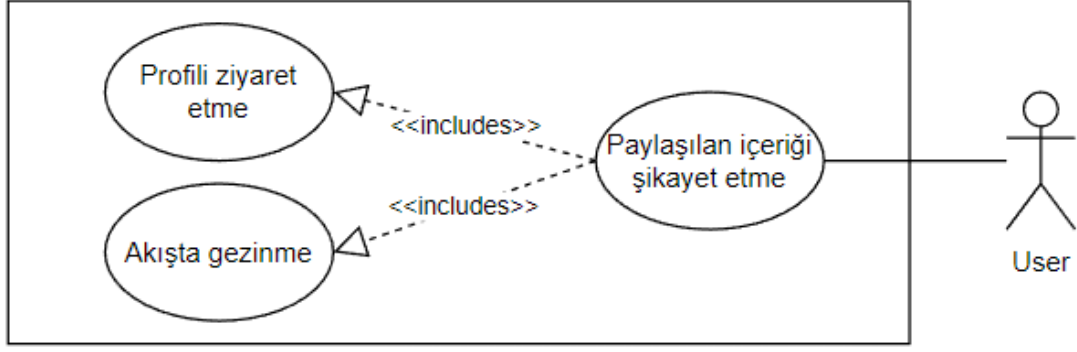 Profili ziyaret
etme
<<includes>>
Paylaşılan içeriği
şikayet etme
<<includes>>
Akışta gezinme
User